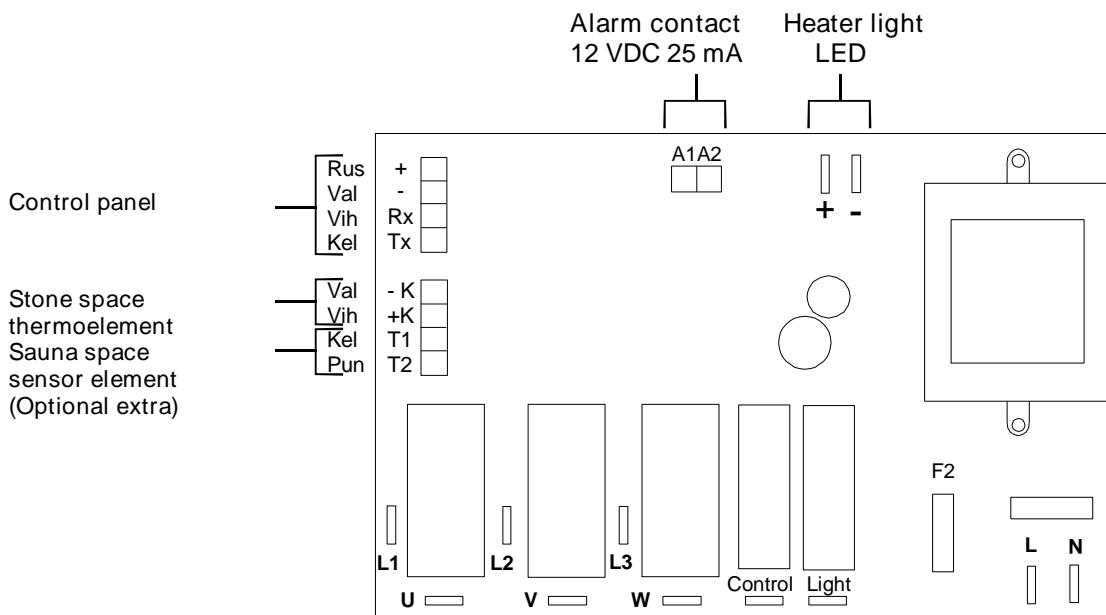 Alarm contact
12 VDC 25 mA
Heater light
LED
A1 A2
+ -
Control panel
Rus +
Val -
Vih Rx
Kel Tx
Stone space
thermoelement
Val - K
Vih +K
Sauna space
sensor element
(Optional extra)
Kel T1
Pun T2
F2
L1 L2 L3
L N
U V W
Control Light